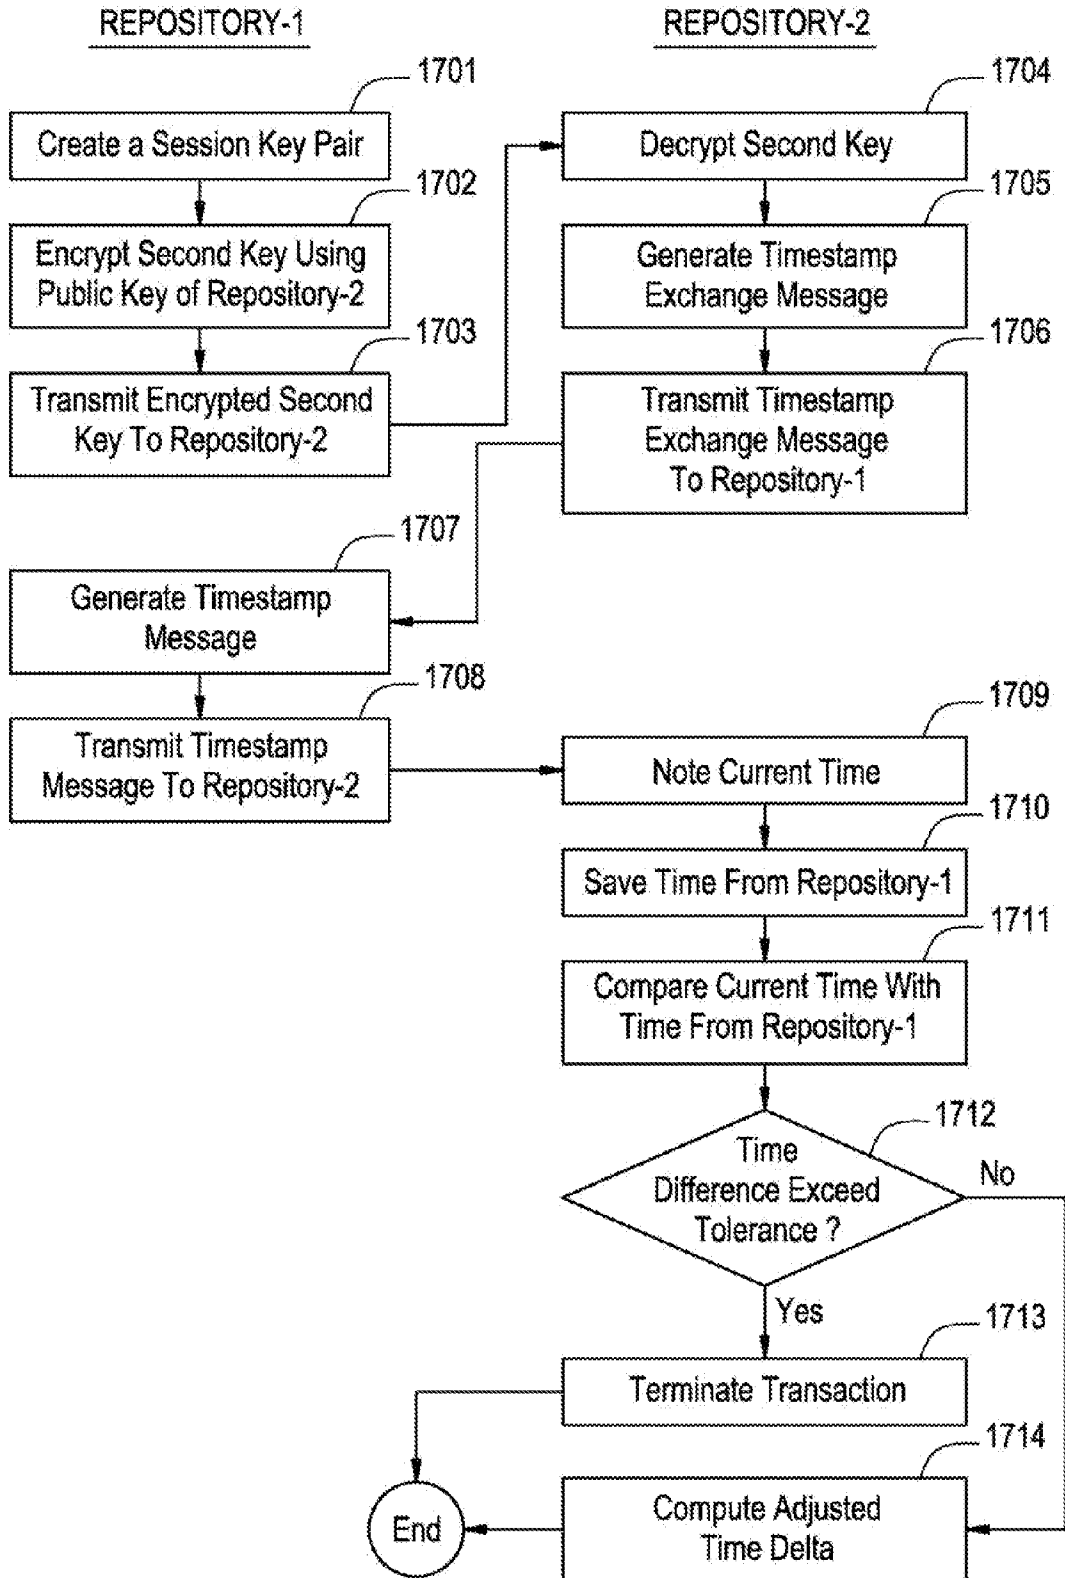 REPOSITORY-1
REPOSITORY-2
1701
Create a Session Key Pair
1702
Encrypt Second Key Using
Public Key of Repository-2
1703
Transmit Encrypted Second
Key To Repository-2
1704
Decrypt Second Key
1705
Generate Timestamp
Exchange Message
1706
Transmit Timestamp
Exchange Message
To Repository-1
1707
Generate Timestamp
Message
1708
Transmit Timestamp
Message To Repository-2
1709
Note Current Time
1710
Save Time From Repository-1
1711
Compare Current Time With
Time From Repository-1
1712
Time
Difference Exceed
Tolerance ?
No
Yes
1713
Terminate Transaction
1714
Compute Adjusted
Time Delta
End